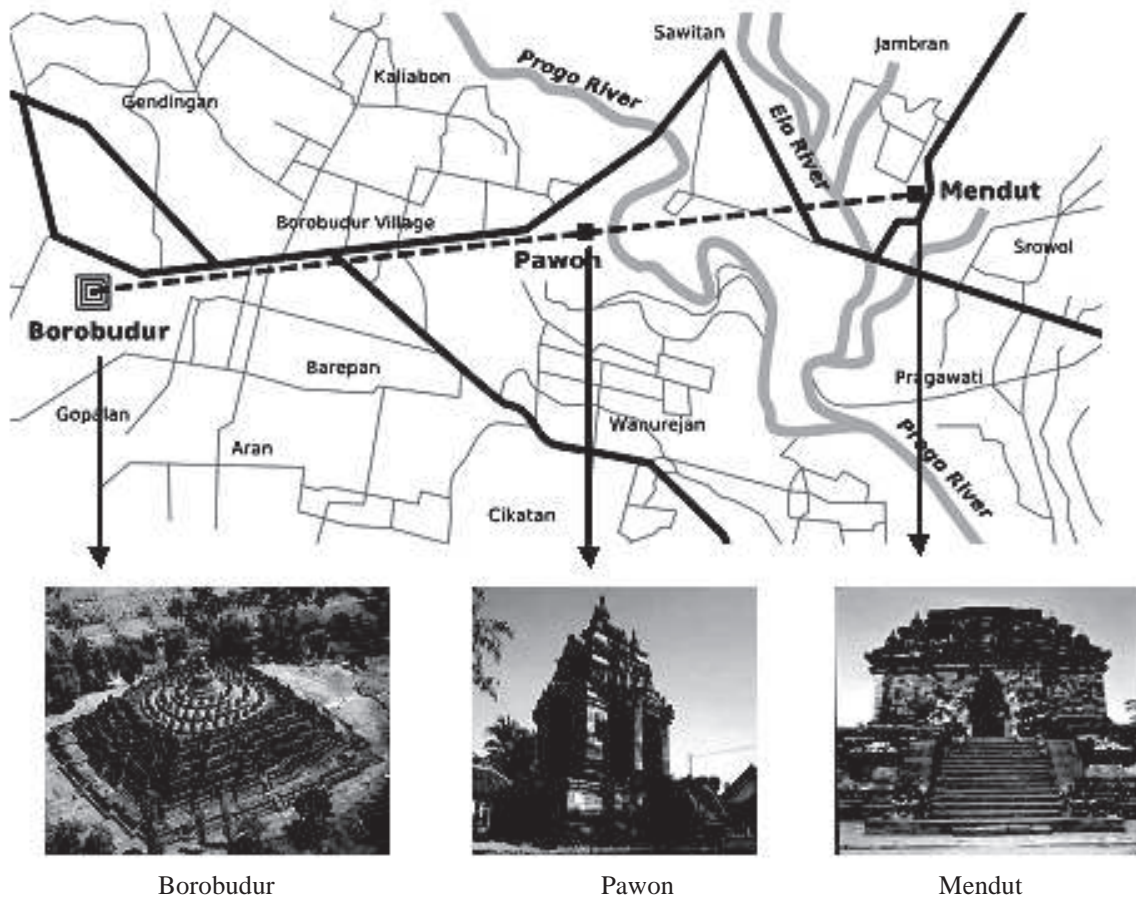 Sawitan
Jambran
Progo River
Kaliabon
Gendingan
Elo River
Mendut
Borobudur Village
Pawon
Srowol
Borobudur
Barepan
Pragawati
Gopalan
Wanurejan
Aran
Progo River
Cikatan
Borobudur
Pawon
Mendut